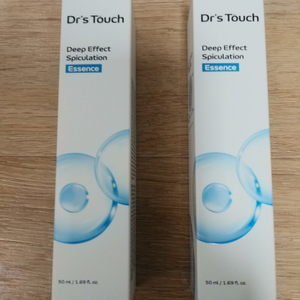 Dr's Touch
Deep Effect
Spiculation
Essence
50 ml / 1.69 fl. oz.
Dr's Touch
Deep Effect
Spiculation
Essence
50 ml / 1.69 fl. oz.